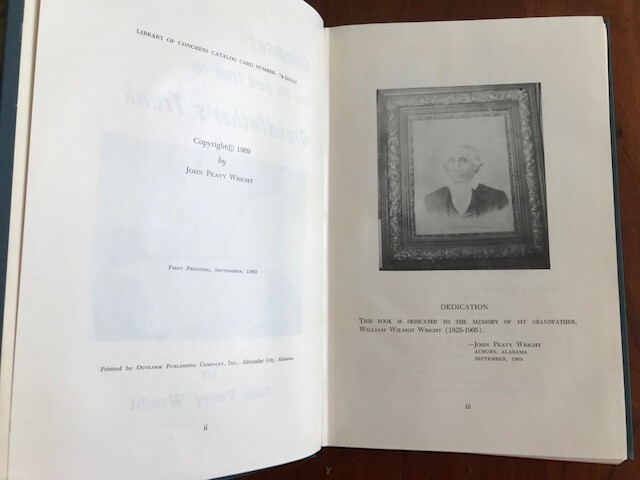 LIBRARY OF CONGRESS CATALOG CARD NUMBER:
Copyright© 1969
by
JOHN PEAVY WRIGHT
FIRST PRINTING, SEPTEMBER, 1969
Printed by OUTLOOK PUBLISHING COMPANY, INC., Alexander City, Alabama
ii
DEDICATION
THIS BOOK IS DEDICATED TO THE MEMORY OF MY GRANDFATHER,
WILLIAM WILMOT WRIGHT (1825-1905).
—JOHN PEAVY WRIGHT
AUBURN, ALABAMA
SEPTEMBER, 1969
iii